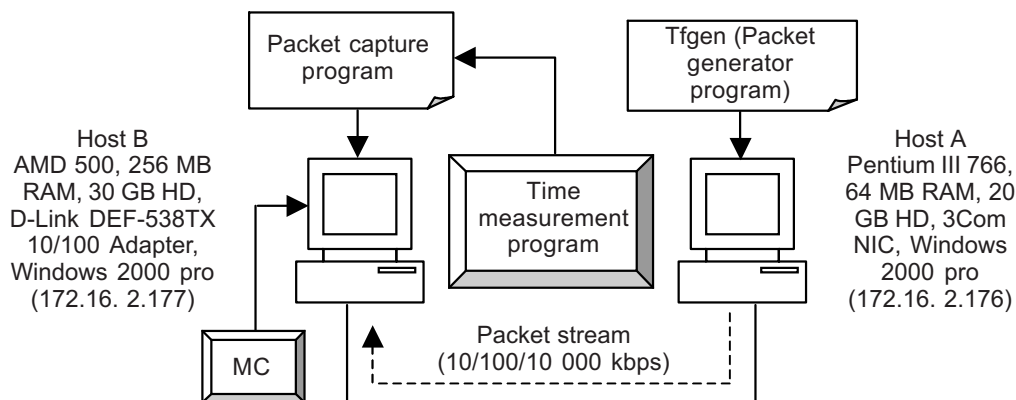 Packet capture
program
Tfgen (Packet
generator
program)
Host B
AMD 500, 256 MB
RAM, 30 GB HD,
D-Link DEF-538TX
10/100 Adapter,
Windows 2000 pro
(172.16. 2.177)
Time
measurement
program
Host A
Pentium III 766,
64 MB RAM, 20
GB HD, 3Com
NIC, Windows
2000 pro
(172.16. 2.176)
Packet stream
(10/100/10 000 kbps)
MC